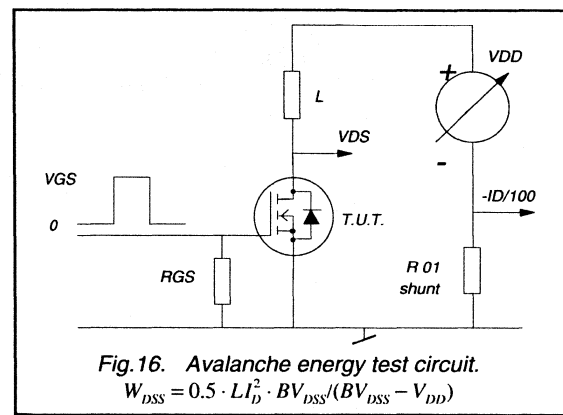 VDD
+
L
VDS
-
VGS
-ID/100
0
T.U.T.
RGS
R 01
shunt
Fig.16. Avalanche energy test circuit.
W_DSS = 0.5 · LI_D^2 · BV_DSS/(BV_DSS − V_DD)